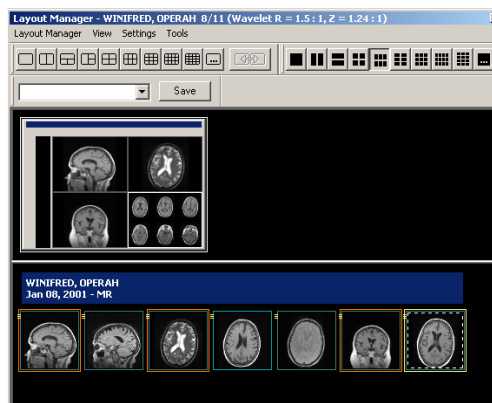 Layout Manager - WINIFRED, OPERAH 8/11 (Wavelet R = 1.5 : 1, Z = 1.24 : 1)
Layout Manager View Settings Tools
... ...
Save
WINIFRED, OPERAH
Jan 08, 2001 - MR